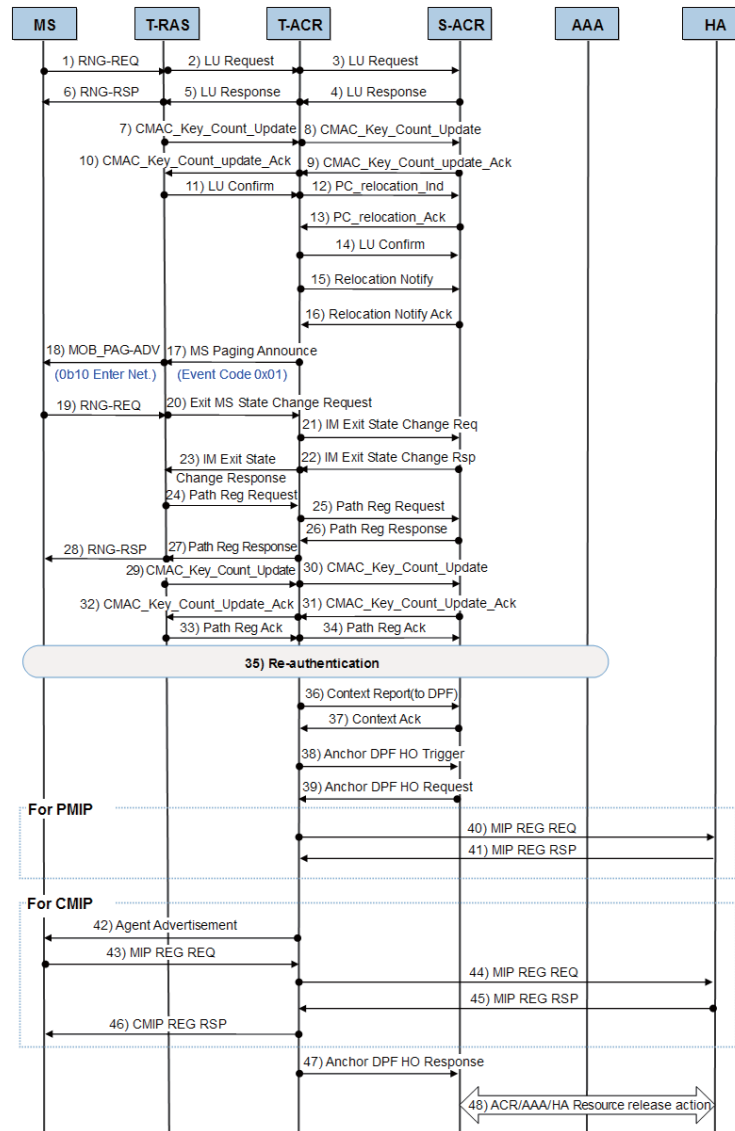 MS T-RAS T-ACR S-ACR AAA HA
1) RNG-REQ 2) LU Request 3) LU Request
6) RNG-RSP 5) LU Response 4) LU Response
7) CMAC_Key_Count_Update 8) CMAC_Key_Count_Update
10) CMAC_Key_Count_update_Ack 9) CMAC_Key_Count_update_Ack
11) LU Confirm 12) PC_relocation_Ind
13) PC_relocation_Ack
14) LU Confirm
15) Relocation Notify
16) Relocation Notify Ack
18) MOB_PAG-ADV 17) MS Paging Announce
(0b10 Enter Net.) (Event Code 0x01)
19) RNG-REQ 20) Exit MS State Change Request
21) IM Exit State Change Req
23) IM Exit State 22) IM Exit State Change Rsp
Change Response
24) Path Reg Request
25) Path Reg Request
26) Path Reg Response
28) RNG-RSP 27) Path Reg Response
29) CMAC_Key_Count_Update 30) CMAC_Key_Count_Update
32) CMAC_Key_Count_Update_Ack 31) CMAC_Key_Count_Update_Ack
33) Path Reg Ack 34) Path Reg Ack
35) Re-authentication
36) Context Report(to DPF)
37) Context Ack
38) Anchor DPF HO Trigger
39) Anchor DPF HO Request
For PMIP
40) MIP REG REQ
41) MIP REG RSP
For CMIP
42) Agent Advertisement
43) MIP REG REQ
44) MIP REG REQ
45) MIP REG RSP
46) CMIP REG RSP
47) Anchor DPF HO Response
48) ACR/AAA/HA Resource release action